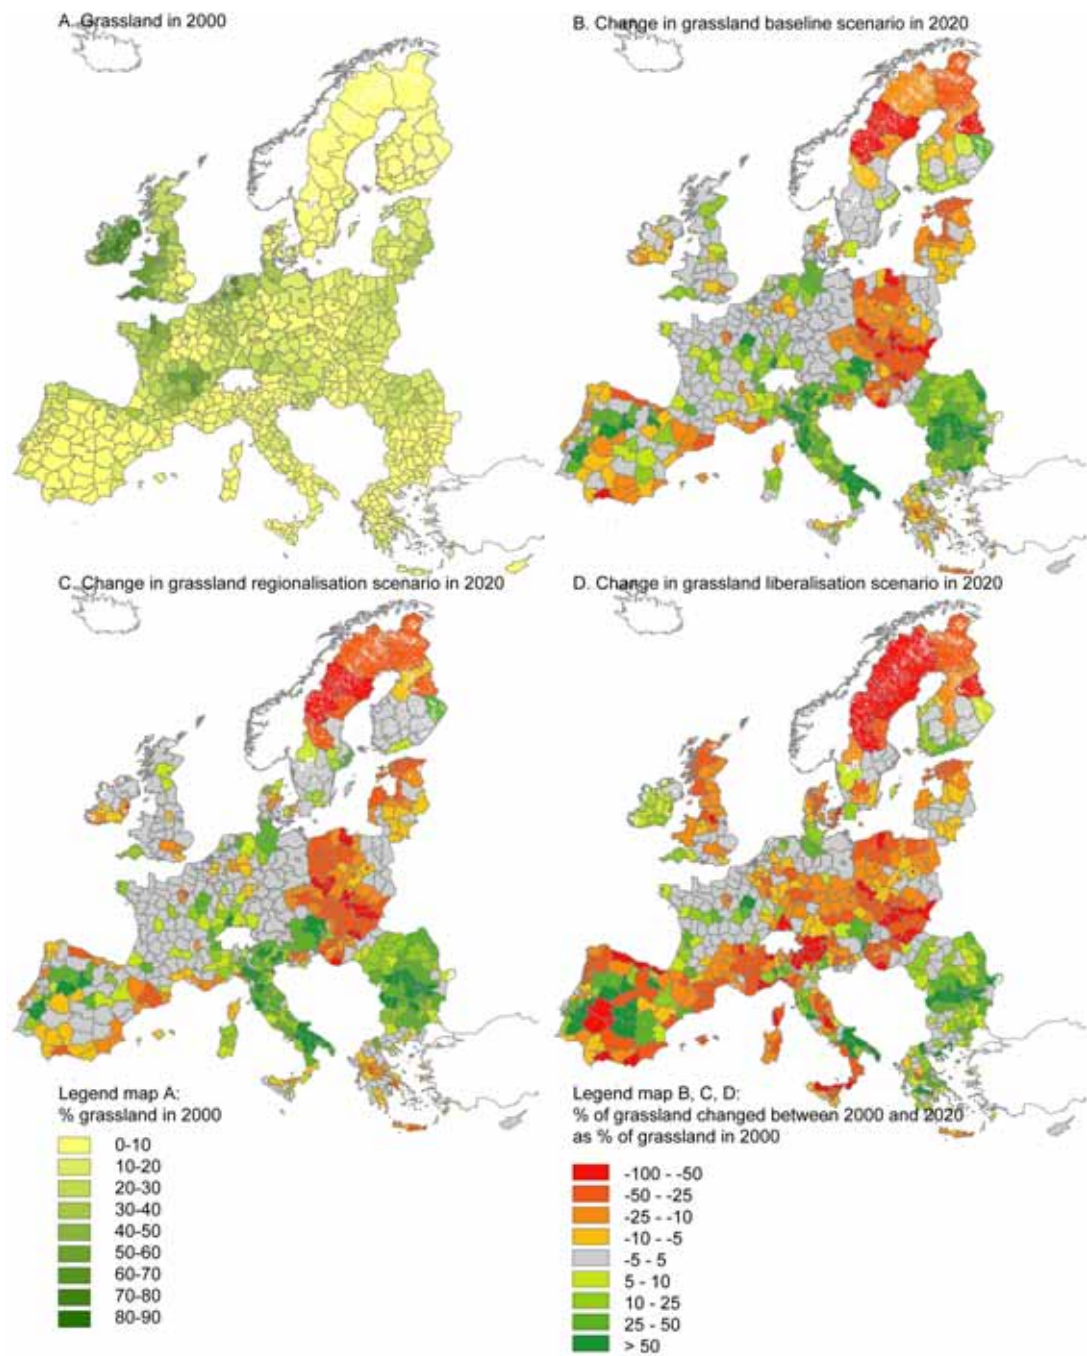 A. Grassland in 2000
B. Change in grassland baseline scenario in 2020
C. Change in grassland regionalisation scenario in 2020
D. Change in grassland liberalisation scenario in 2020
Legend map A:
% grassland in 2000
0-10
10-20
20-30
30-40
40-50
50-60
60-70
70-80
80-90
Legend map B, C, D:
% of grassland changed between 2000 and 2020
as % of grassland in 2000
-100 - -50
-50 - -25
-25 - -10
-10 - -5
-5 - 5
5 - 10
10 - 25
25 - 50
> 50